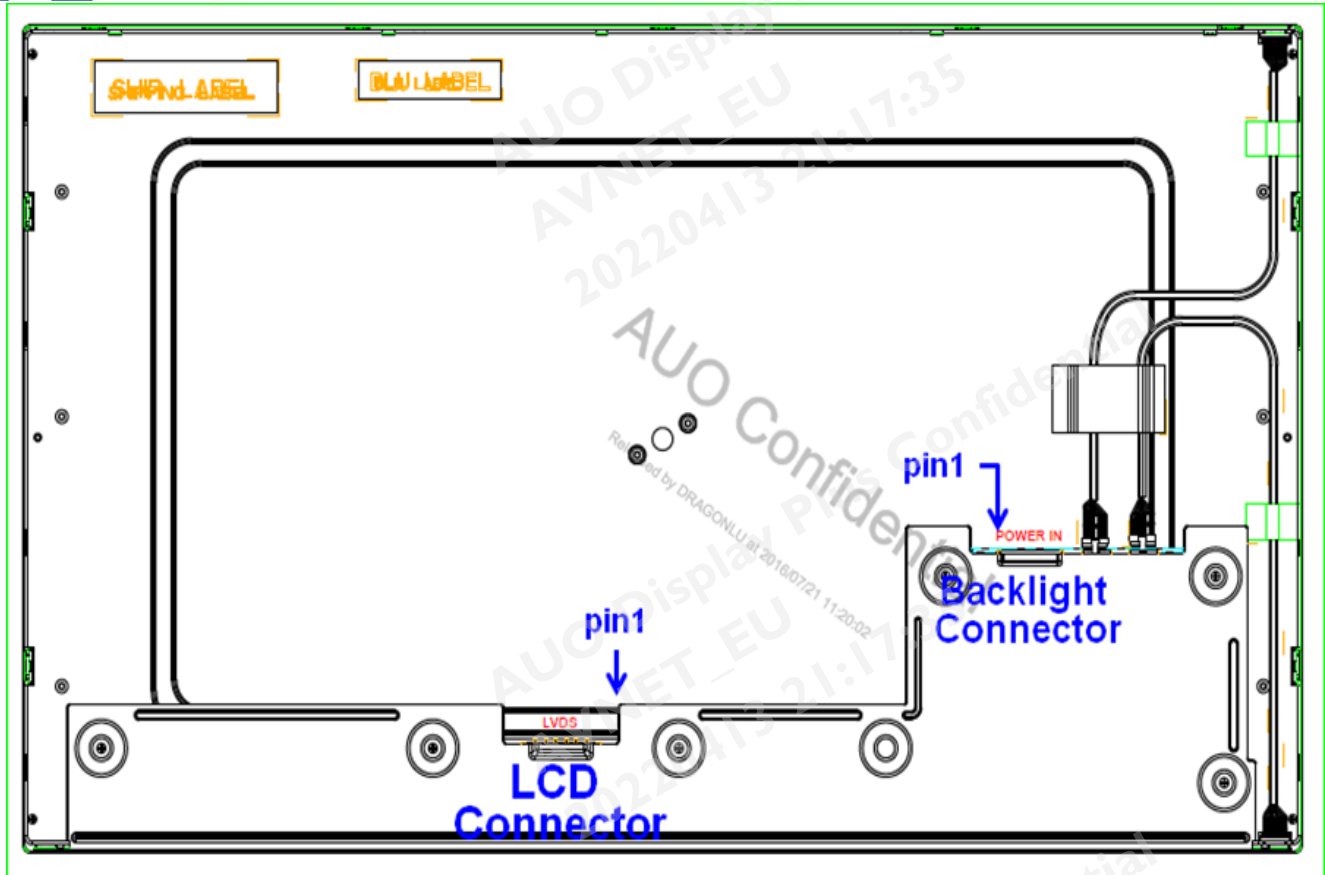 SHIPPING LABEL
BLU LABEL
AUO Display Plus Confidential
AVNET_EU
20220413 21:17:35
AUO Confidential
Released by DRAGONLU at 2016/07/21 11:20:02
pin1
POWER IN
Backlight
Connector
AUO Display Plus Confidential
AVNET_EU
20220413 21:17:35
pin1
LVDS
LCD
Connector